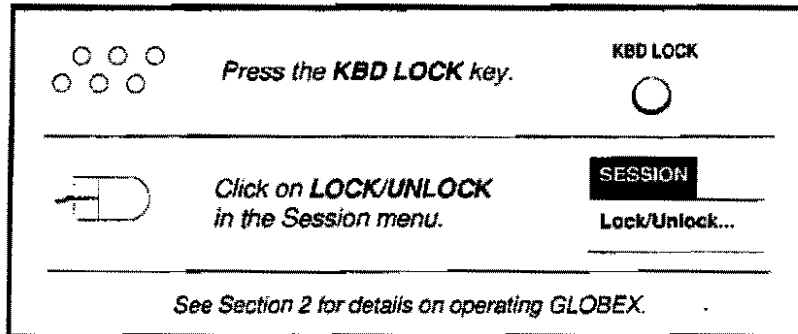 Press the KBD LOCK key.
KBD LOCK
Click on LOCK/UNLOCK
in the Session menu.
SESSION
Lock/Unlock...
See Section 2 for details on operating GLOBEX.